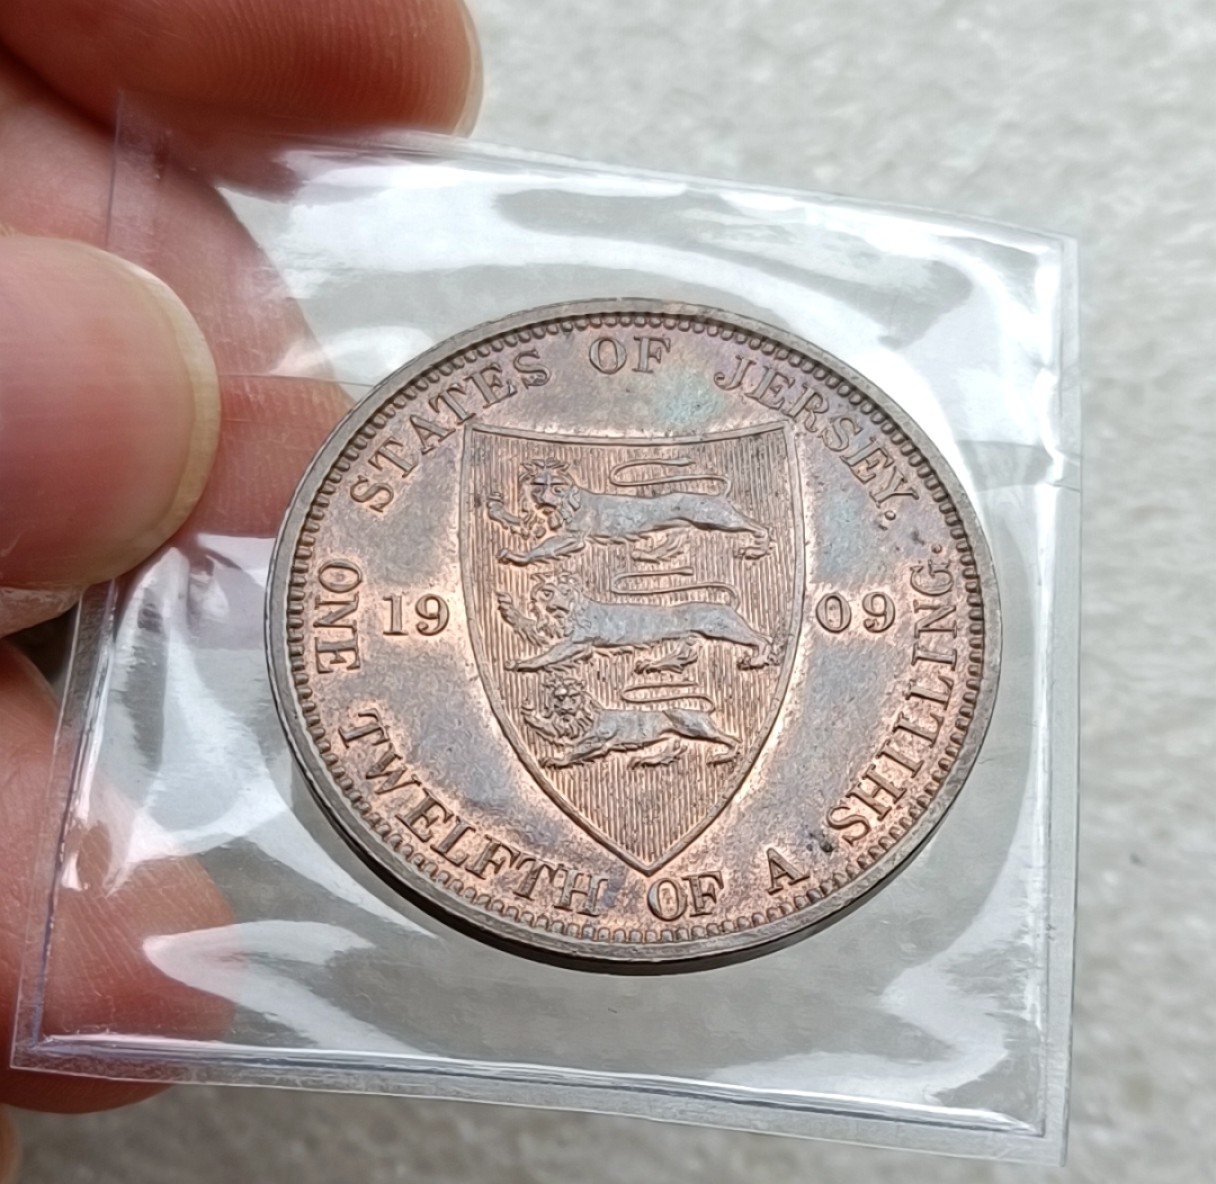 STATES OF JERSEY.
19 09
ONE TWELFTH OF A SHILLING.